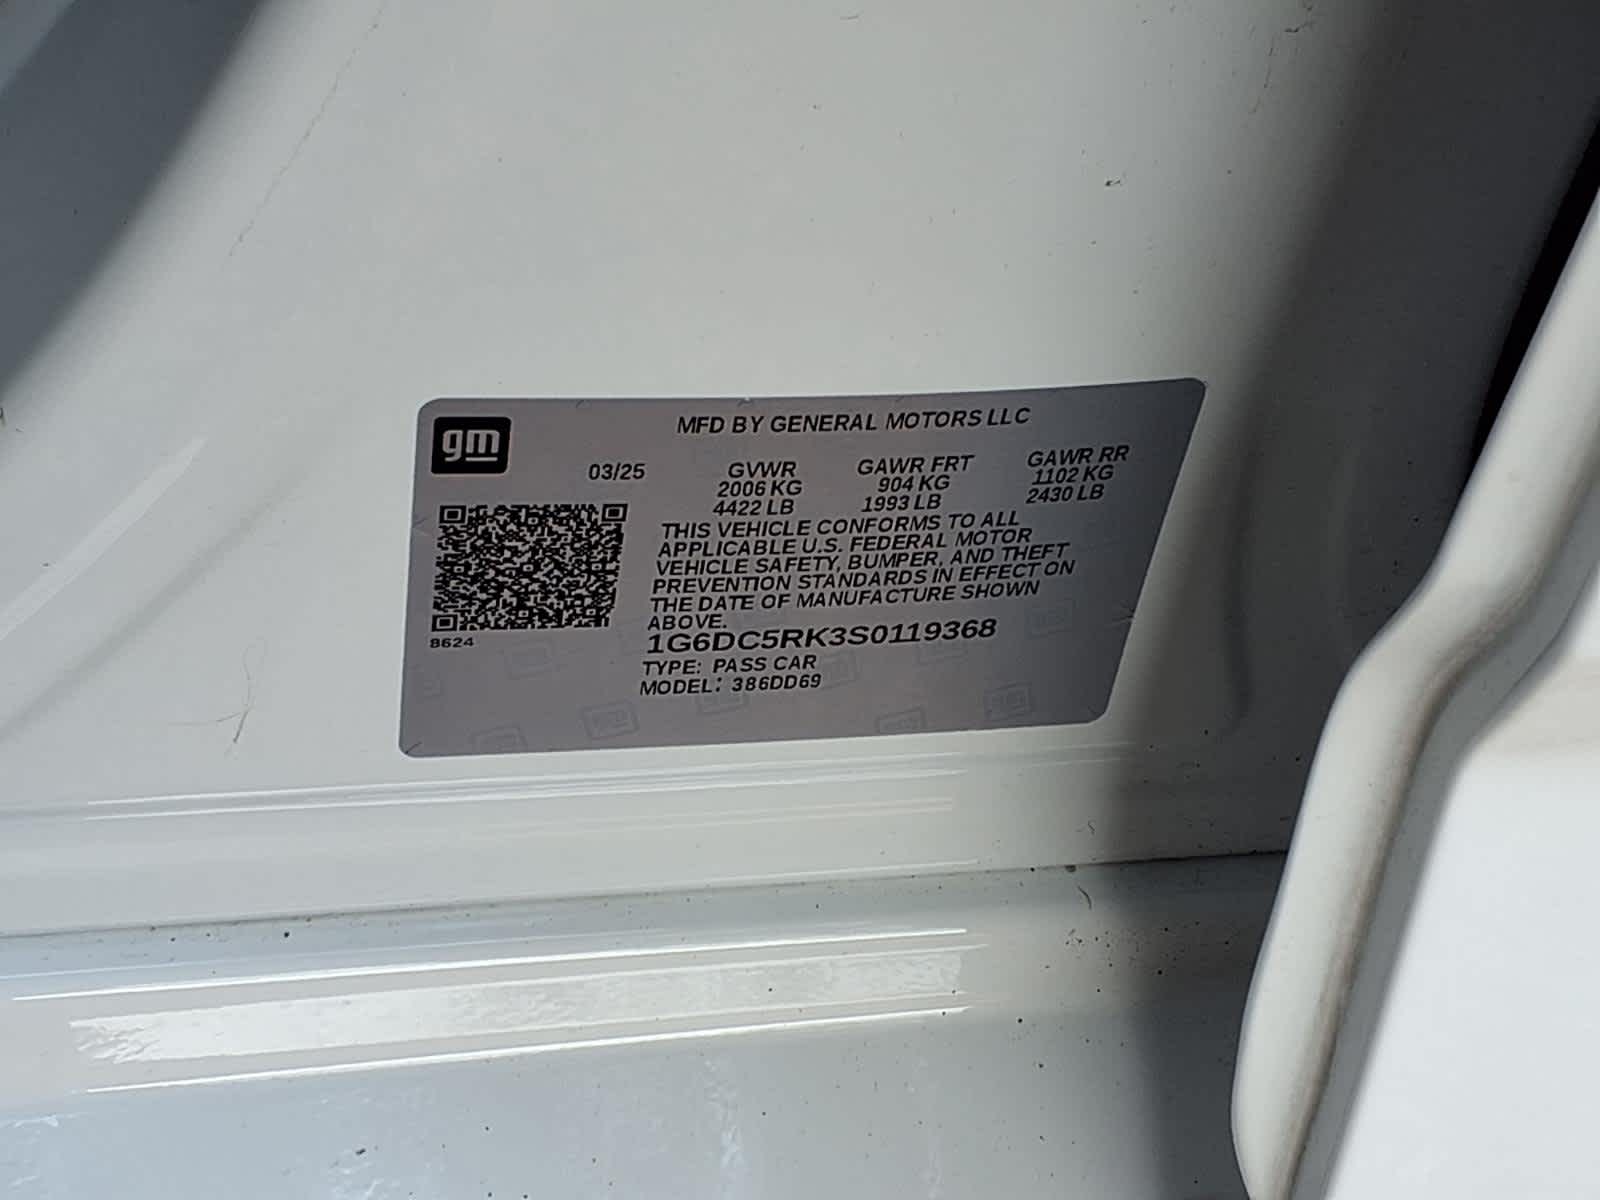 gm
MFD BY GENERAL MOTORS LLC
03/25
GVWR
2006 KG
4422 LB
GAWR FRT
904 KG
1993 LB
GAWR RR
1102 KG
2430 LB
THIS VEHICLE CONFORMS TO ALL
APPLICABLE U.S. FEDERAL MOTOR
VEHICLE SAFETY, BUMPER, AND THEFT
PREVENTION STANDARDS IN EFFECT ON
THE DATE OF MANUFACTURE SHOWN
ABOVE.
8624
1G6DC5RK3S0119368
TYPE: PASS CAR
MODEL: 386DD69